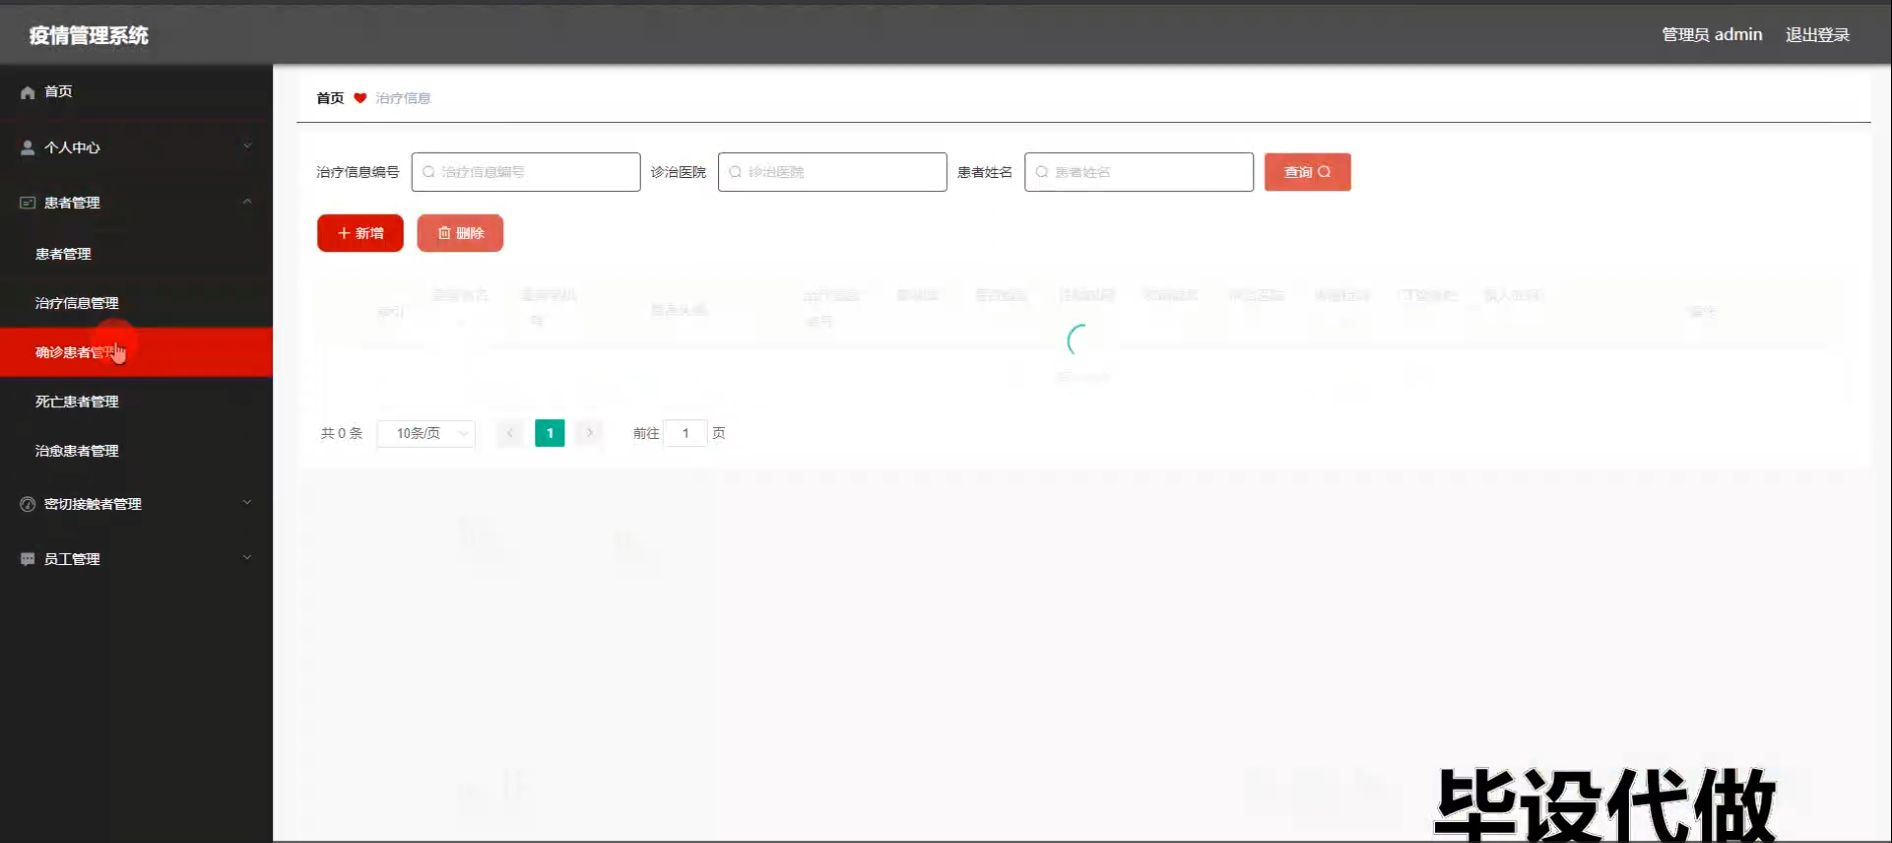 疫情管理系统
管理员 admin 退出登录
首页
个人中心
患者管理
患者管理
治疗信息管理
确诊患者管理
死亡患者管理
治愈患者管理
密切接触者管理
员工管理
首页 治疗信息
治疗信息编号 治疗信息编号 诊治医院 诊治医院 患者姓名 患者姓名 查询
新增 删除
共 0 条 10条/页 1 前往 1 页
毕设代做